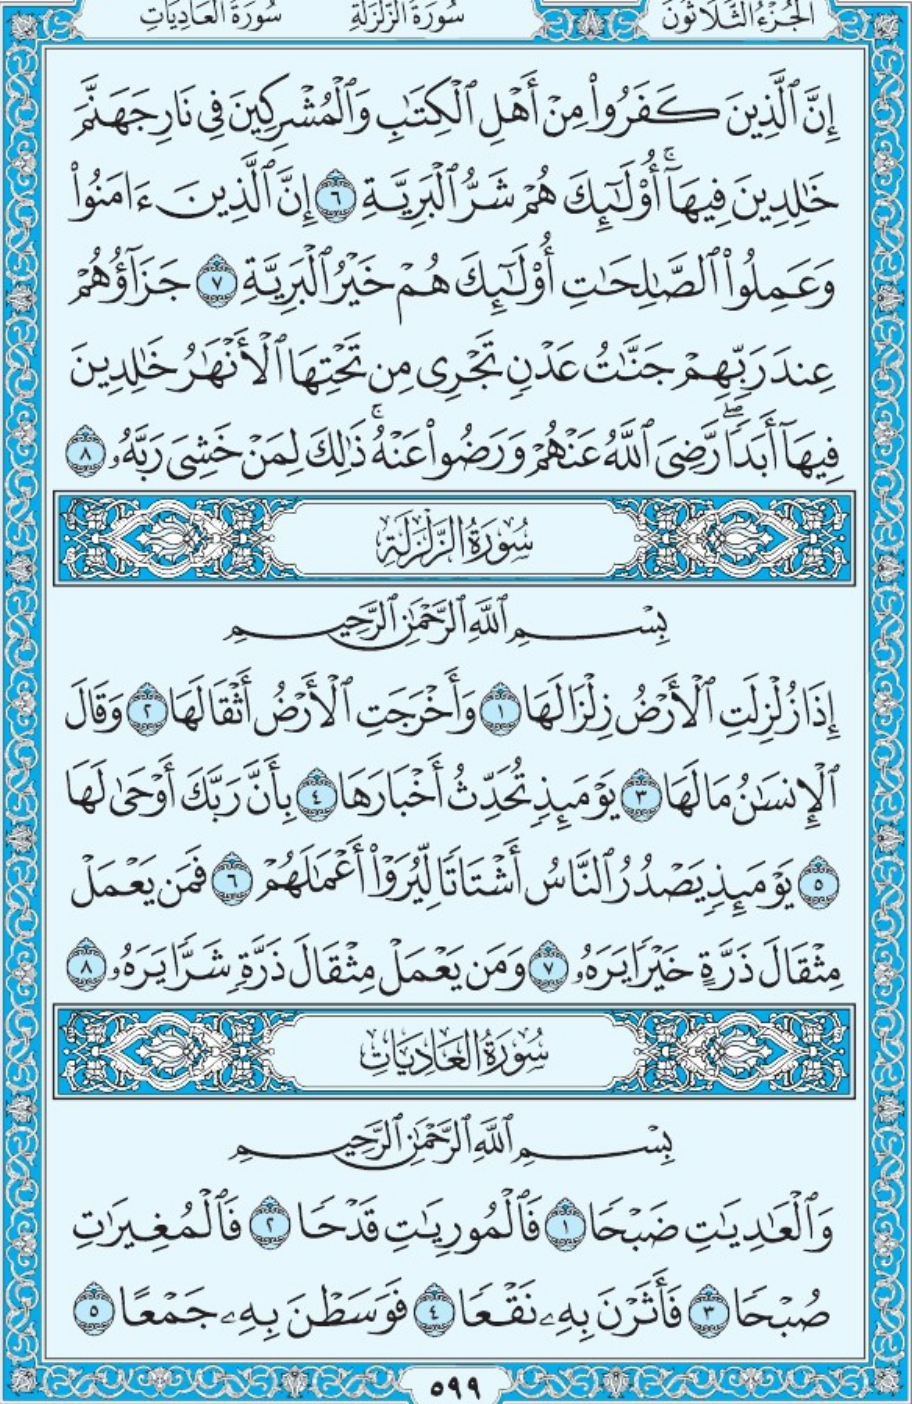 الجُزْءُ الثَّلَاثُونَ سُورَةُ الزَّلْزَلَةِ سُورَةُ العَادِيَاتِ
إِنَّ ٱلَّذِينَ كَفَرُواْ مِنْ أَهْلِ ٱلْكِتَٰبِ وَٱلْمُشْرِكِينَ فِى نَارِ جَهَنَّمَ
خَٰلِدِينَ فِيهَآۚ أُوْلَٰٓئِكَ هُمْ شَرُّ ٱلْبَرِيَّةِ ٦ إِنَّ ٱلَّذِينَ ءَامَنُواْ
وَعَمِلُواْ ٱلصَّٰلِحَٰتِ أُوْلَٰٓئِكَ هُمْ خَيْرُ ٱلْبَرِيَّةِ ٧ جَزَآؤُهُمْ
عِندَ رَبِّهِمْ جَنَّٰتُ عَدْنٍ تَجْرِى مِن تَحْتِهَا ٱلْأَنْهَٰرُ خَٰلِدِينَ
فِيهَآ أَبَدًاۖ رَّضِىَ ٱللَّهُ عَنْهُمْ وَرَضُواْ عَنْهُۚ ذَٰلِكَ لِمَنْ خَشِىَ رَبَّهُۥ ٨
سُورَةُ الزَّلْزَلَةِ
بِسْمِ ٱللَّهِ ٱلرَّحْمَٰنِ ٱلرَّحِيمِ
إِذَا زُلْزِلَتِ ٱلْأَرْضُ زِلْزَالَهَا ١ وَأَخْرَجَتِ ٱلْأَرْضُ أَثْقَالَهَا ٢ وَقَالَ
ٱلْإِنسَٰنُ مَا لَهَا ٣ يَوْمَئِذٍ تُحَدِّثُ أَخْبَارَهَا ٤ بِأَنَّ رَبَّكَ أَوْحَىٰ لَهَا
٥ يَوْمَئِذٍ يَصْدُرُ ٱلنَّاسُ أَشْتَاتًا لِّيُرَوْاْ أَعْمَٰلَهُمْ ٦ فَمَن يَعْمَلْ
مِثْقَالَ ذَرَّةٍ خَيْرًا يَرَهُۥ ٧ وَمَن يَعْمَلْ مِثْقَالَ ذَرَّةٍ شَرًّا يَرَهُۥ ٨
سُورَةُ العَادِيَاتِ
بِسْمِ ٱللَّهِ ٱلرَّحْمَٰنِ ٱلرَّحِيمِ
وَٱلْعَٰدِيَٰتِ ضَبْحًا ١ فَٱلْمُورِيَٰتِ قَدْحًا ٢ فَٱلْمُغِيرَٰتِ
صُبْحًا ٣ فَأَثَرْنَ بِهِۦ نَقْعًا ٤ فَوَسَطْنَ بِهِۦ جَمْعًا ٥
٥٩٩